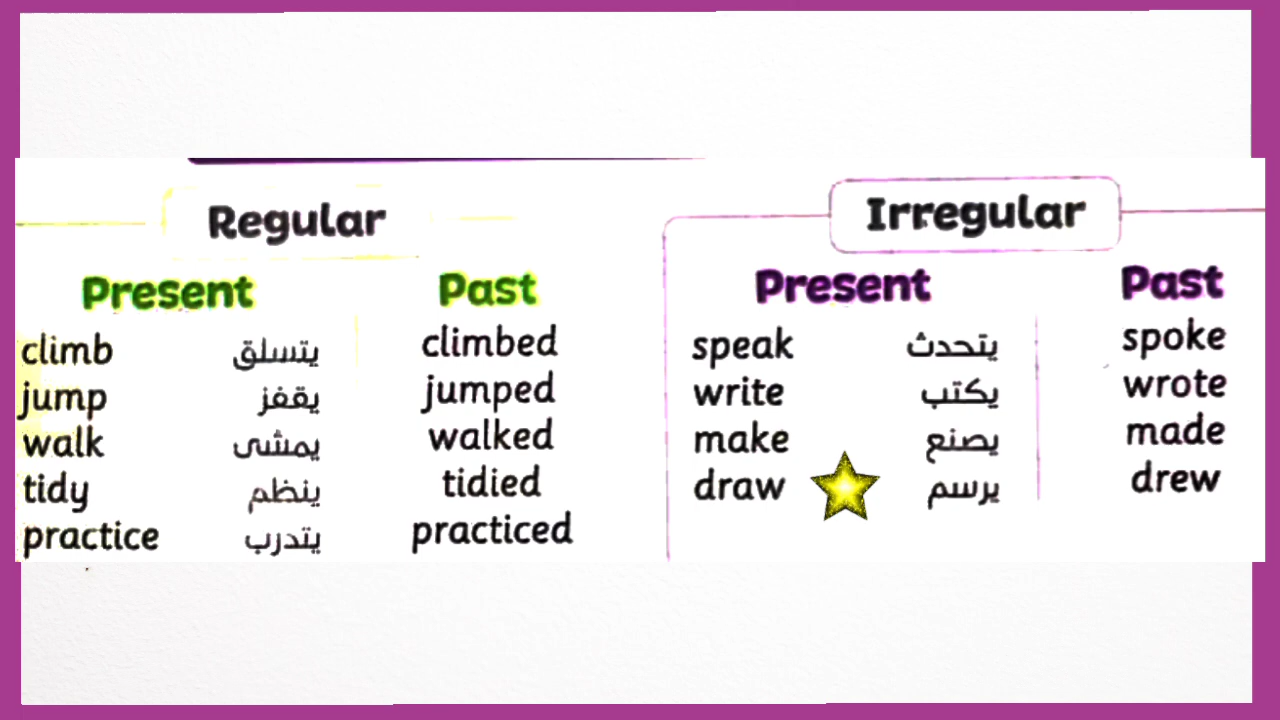 Regular
Present Past
climb يتسلق climbed
jump يقفز jumped
walk يمشى walked
tidy ينظم tidied
practice يتدرب practiced
Irregular
Present Past
speak يتحدث spoke
write يكتب wrote
make يصنع made
draw يرسم drew